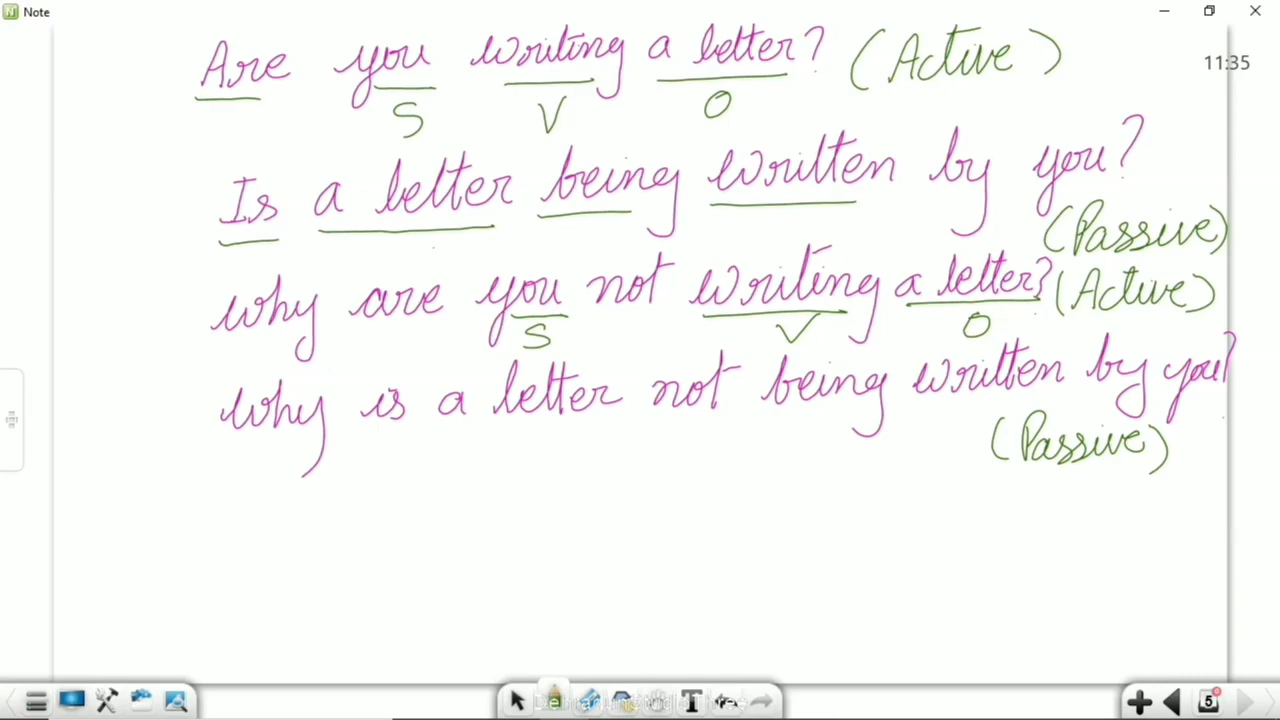 Note
Are you writing a letter? (Active)
11:35
S V O
Is a letter being written by you?
(Passive)
Why are you not writing a letter? (Active)
S V O
Why is a letter not being written by you?
(Passive)
T
5